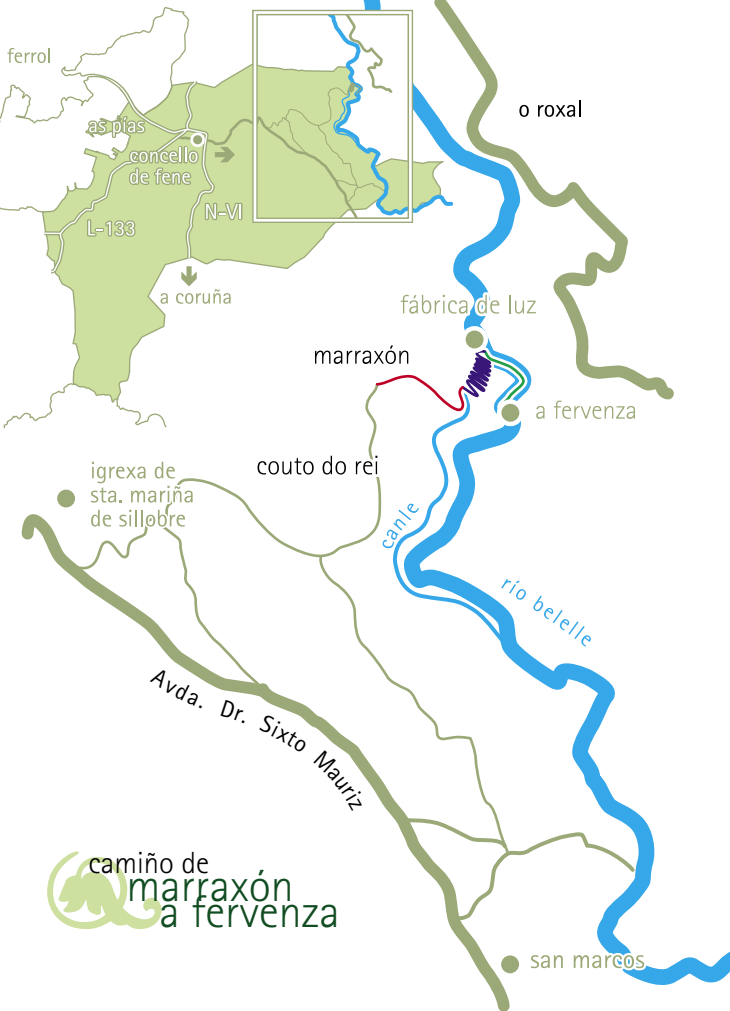 ferrol
o roxal
as pías
concello
de fene
N-VI
L-133
a coruña
fábrica de luz
marraxón
a fervenza
couto do rei
igrexa de
sta. mariña
de sillobre
canle
río belelle
Avda. Dr. Sixto Mauriz
camiño de
marraxón
a fervenza
san marcos